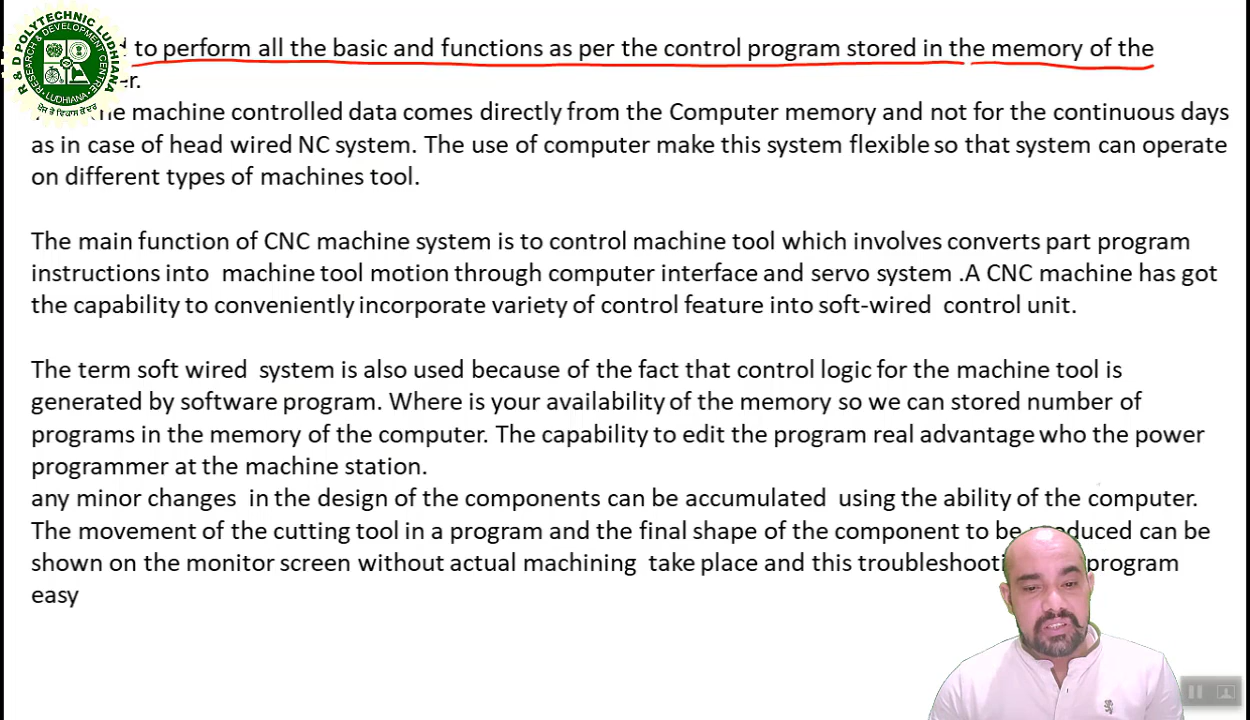 to perform all the basic and functions as per the control program stored in the memory of the
machine controlled data comes directly from the Computer memory and not for the continuous days
as in case of head wired NC system. The use of computer make this system flexible so that system can operate
on different types of machines tool.
The main function of CNC machine system is to control machine tool which involves converts part program
instructions into machine tool motion through computer interface and servo system .A CNC machine has got
the capability to conveniently incorporate variety of control feature into soft-wired control unit.
The term soft wired system is also used because of the fact that control logic for the machine tool is
generated by software program. Where is your availability of the memory so we can stored number of
programs in the memory of the computer. The capability to edit the program real advantage who the power
programmer at the machine station.
any minor changes in the design of the components can be accumulated using the ability of the computer.
The movement of the cutting tool in a program and the final shape of the component to be can be
shown on the monitor screen without actual machining take place and this program
easy
R & D POLYTECHNIC LUDHIANA
RESEARCH & DEVELOPMENT CENTRE
LUDHIANA